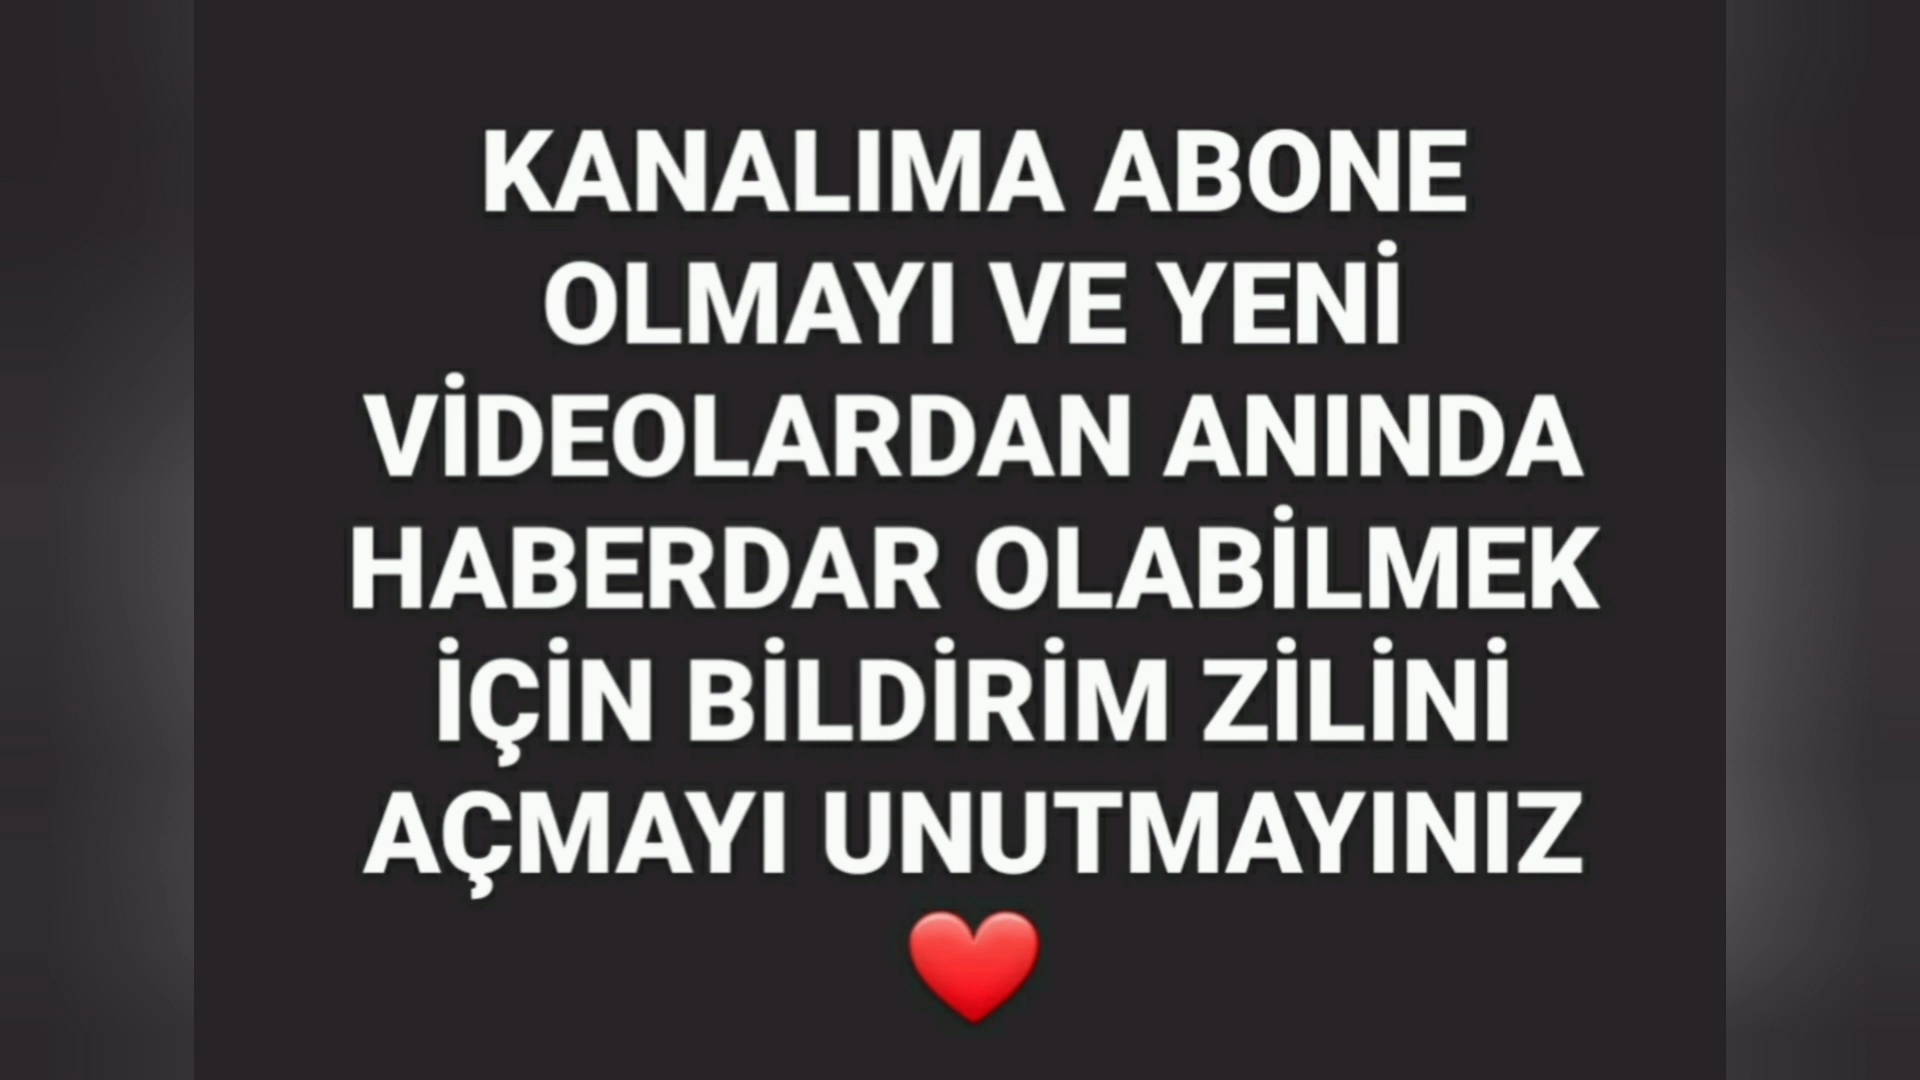 KANALIMA ABONE
OLMAYI VE YENİ
VİDEOLARDAN ANINDA
HABERDAR OLABİLMEK
İÇİN BİLDİRİM ZİLİNİ
AÇMAYI UNUTMAYINIZ
❤️